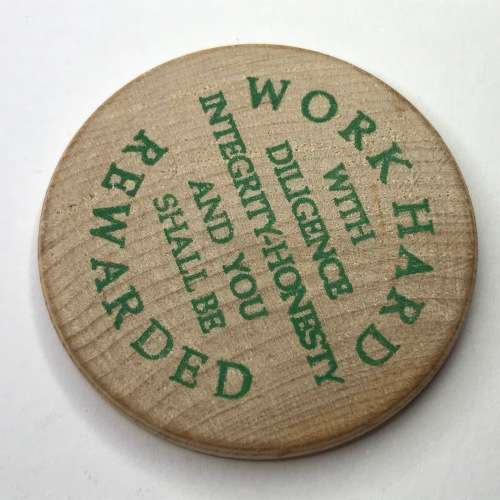 WORK HARD
WITH
DILIGENCE
INTEGRITY-HONESTY
AND YOU
SHALL BE
REWARDED